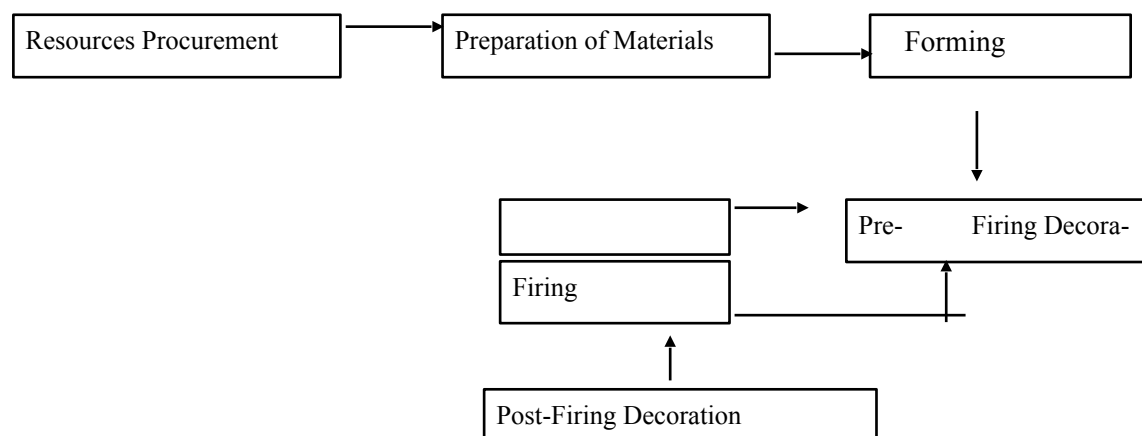 Resources Procurement
Preparation of Materials
Forming
Pre- Firing Decora-
Firing
Post-Firing Decoration